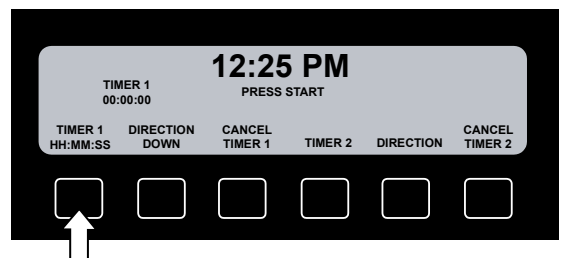 12:25 PM
TIMER 1
PRESS START
00:00:00
TIMER 1 DIRECTION CANCEL CANCEL
HH:MM:SS DOWN TIMER 1 TIMER 2 DIRECTION TIMER 2